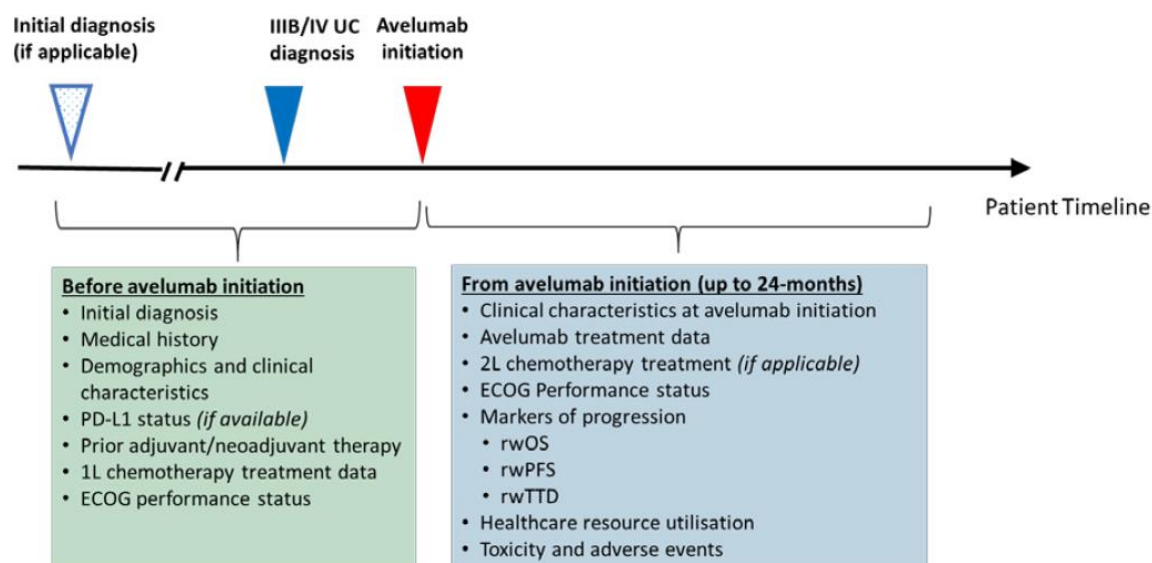 Initial diagnosis
(if applicable)
IIIB/IV UC
diagnosis
Avelumab
initiation
Patient Timeline
Before avelumab initiation
• Initial diagnosis
• Medical history
• Demographics and clinical
characteristics
• PD-L1 status (if available)
• Prior adjuvant/neoadjuvant therapy
• 1L chemotherapy treatment data
• ECOG performance status
From avelumab initiation (up to 24-months)
• Clinical characteristics at avelumab initiation
• Avelumab treatment data
• 2L chemotherapy treatment (if applicable)
• ECOG Performance status
• Markers of progression
• rwOS
• rwPFS
• rwTTD
• Healthcare resource utilisation
• Toxicity and adverse events